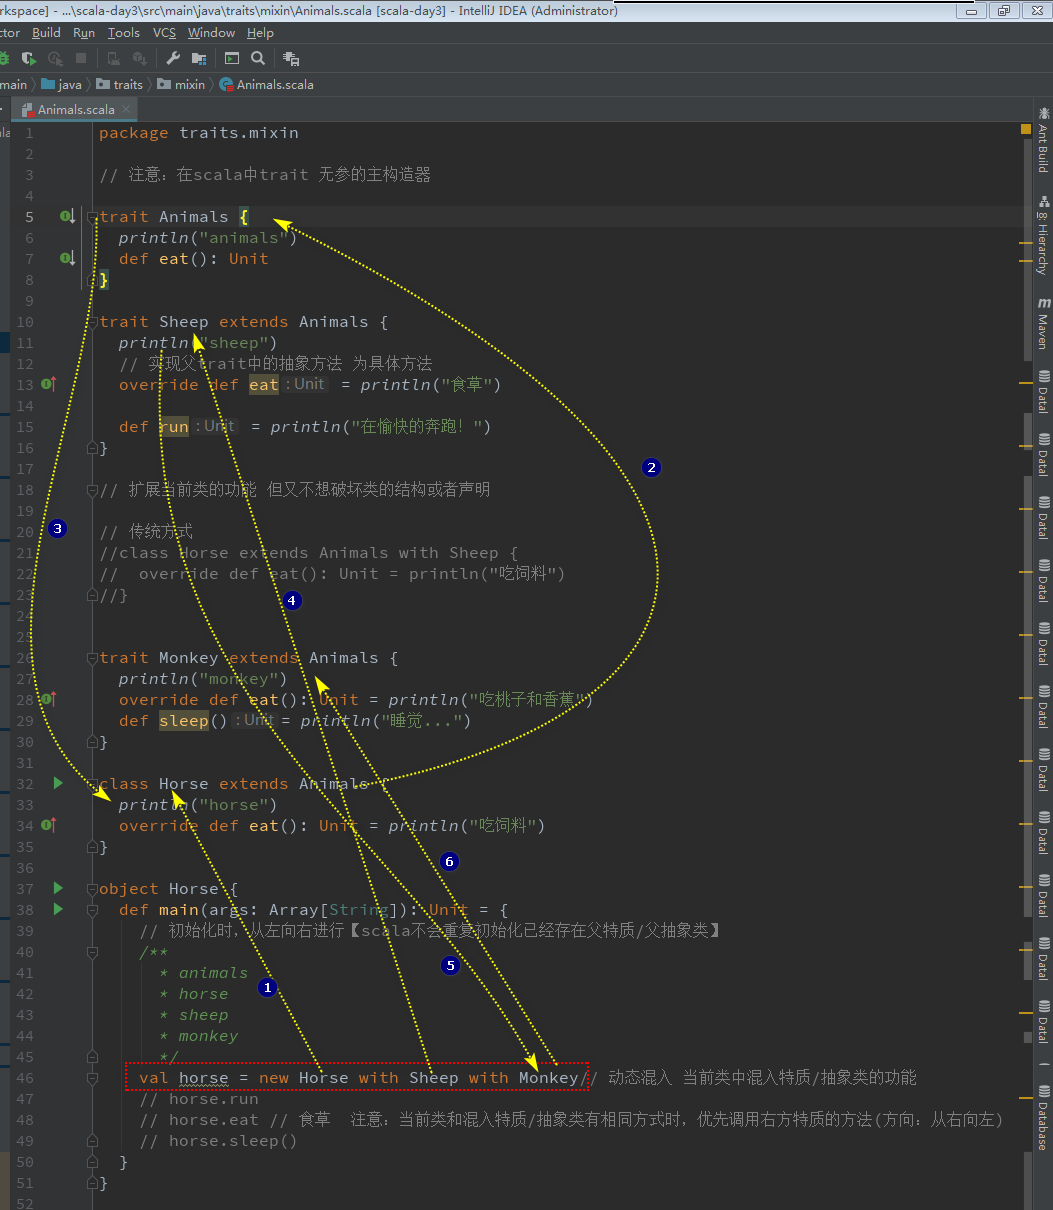 rkspace] - ...\scala-day3\src\main\java\traits\mixin\Animals.scala [scala-day3] - IntelliJ IDEA (Administrator)
ctor Build Run Tools VCS Window Help
main java traits mixin Animals.scala
Animals.scala
1 package traits.mixin
2
3 // 注意：在scala中trait 无参的主构造器
4
5 trait Animals {
6 println("animals")
7 def eat(): Unit
8 }
9
10 trait Sheep extends Animals {
11 println("sheep")
12 // 实现父trait中的抽象方法 为具体方法
13 override def eat : Unit = println("食草")
14
15 def run : Unit = println("在愉快的奔跑！")
16 }
17
18 // 扩展当前类的功能 但又不想破坏类的结构或者声明
19
20 // 传统方式
21 //class Horse extends Animals with Sheep {
22 // override def eat(): Unit = println("吃饲料")
23 //}
24
25
26 trait Monkey extends Animals {
27 println("monkey")
28 override def eat(): Unit = println("吃桃子和香蕉")
29 def sleep() : Unit = println("睡觉...")
30 }
31
32 class Horse extends Animals {
33 println("horse")
34 override def eat(): Unit = println("吃饲料")
35 }
36
37 object Horse {
38 def main(args: Array[String]): Unit = {
39 // 初始化时，从左向右进行【scala不会重复初始化已经存在父特质/父抽象类】
40 /**
41 * animals
42 * horse
43 * sheep
44 * monkey
45 */
46 val horse = new Horse with Sheep with Monkey// 动态混入 当前类中混入特质/抽象类的功能
47 // horse.run
48 // horse.eat // 食草 注意：当前类和混入特质/抽象类有相同方式时，优先调用右方特质的方法(方向：从右向左)
49 // horse.sleep()
50 }
51 }
52
1
2
3
4
5
6
Ant Build
Hierarchy
m Maven
Datal
Datal
Datal
Datal
Datal
Datal
Datal
Datal
Datal
Datal
Datal
Database